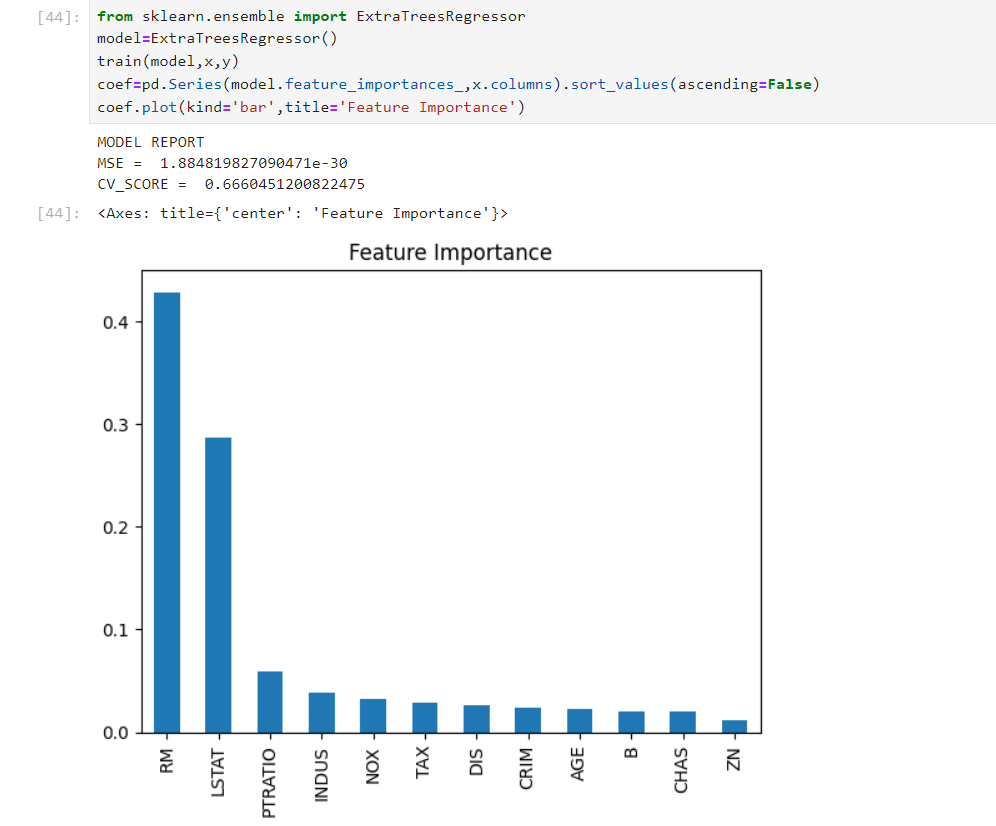 [44]: from sklearn.ensemble import ExtraTreesRegressor
model=ExtraTreesRegressor()
train(model,x,y)
coef=pd.Series(model.feature_importances_,x.columns).sort_values(ascending=False)
coef.plot(kind='bar',title='Feature Importance')
MODEL REPORT
MSE =  1.884819827090471e-30
CV_SCORE =  0.6660451200822475
[44]: <Axes: title={'center': 'Feature Importance'}>
Feature Importance
0.4
0.3
0.2
0.1
0.0
RM LSTAT PTRATIO INDUS NOX TAX DIS CRIM AGE B CHAS ZN